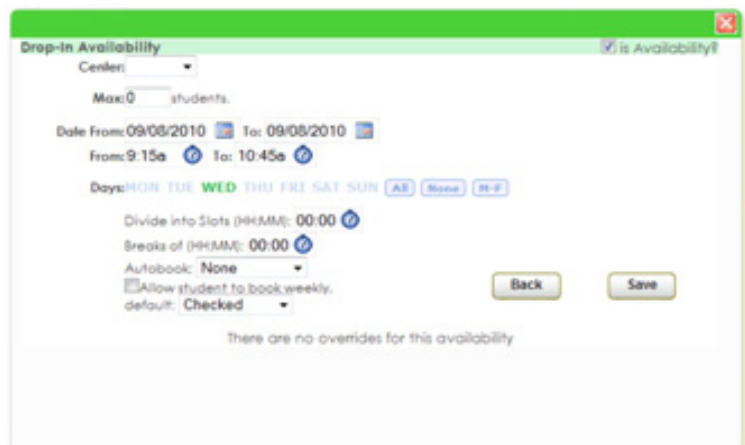 Drop-In Availability is Availability?
Center:
Max: 0 students.
Date From: 09/08/2010 To: 09/08/2010
From: 9:15a To: 10:45a
Days: MON TUE WED THU FRI SAT SUN All None M-F
Divide into Slots (HH:MM): 00:00
Breaks of (HH:MM): 00:00
Autobook: None
Allow student to book weekly.
default: Checked
Back Save
There are no overrides for this availability